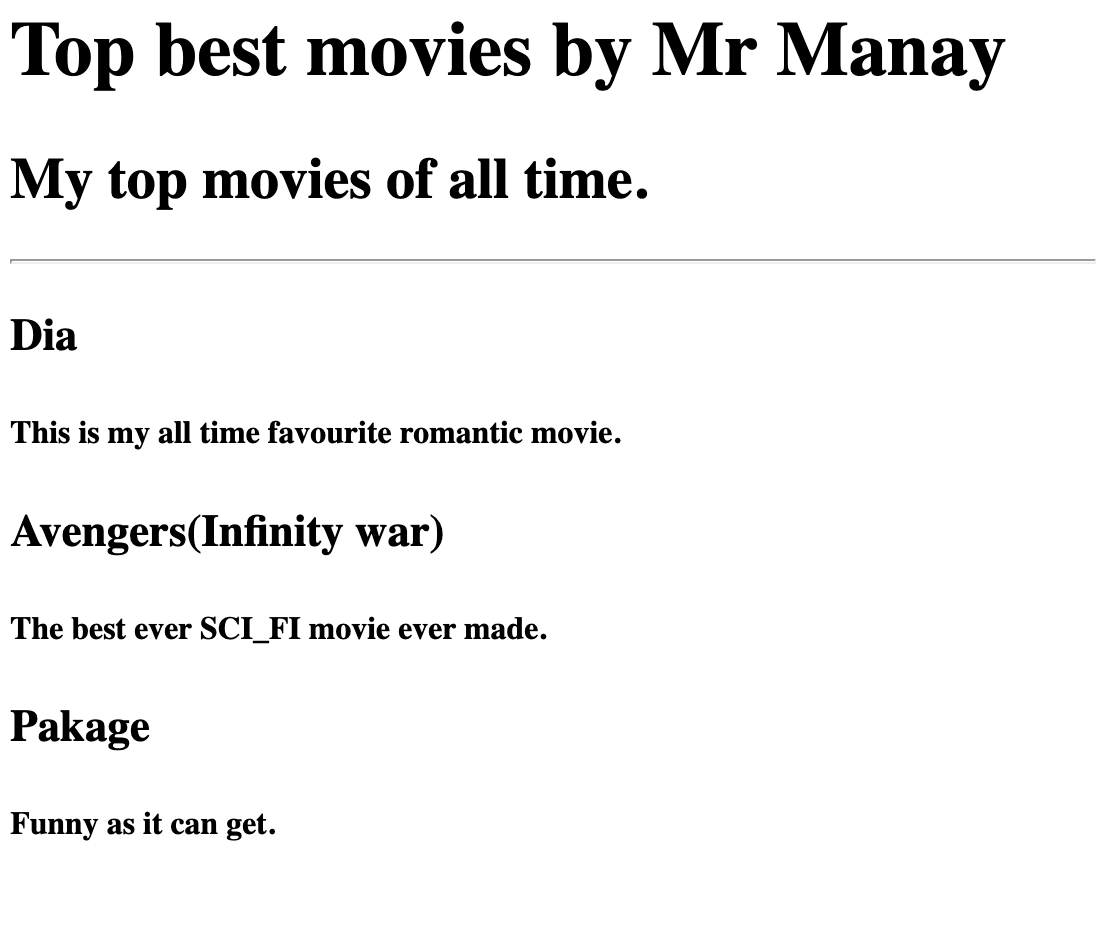 Top best movies by Mr Manay
My top movies of all time.
Dia
This is my all time favourite romantic movie.
Avengers(Infinity war)
The best ever SCI_FI movie ever made.
Pakage
Funny as it can get.